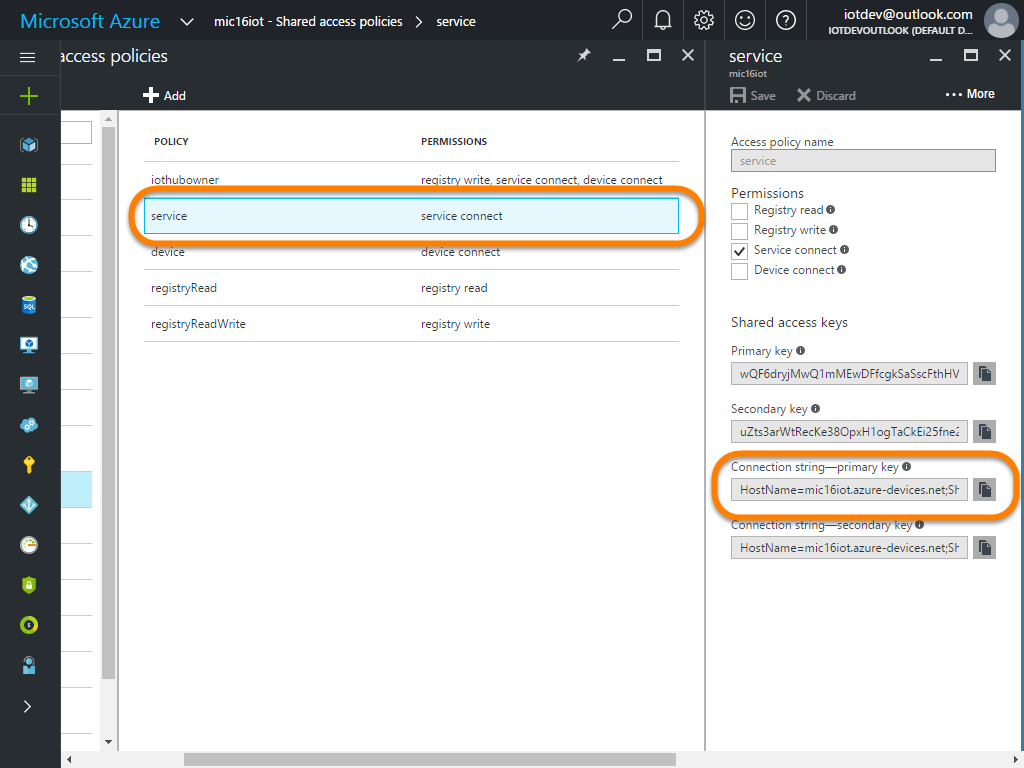 Microsoft Azure mic16iot - Shared access policies service iotdev@outlook.com
IOTDEVOUTLOOK (DEFAULT D...
access policies
Add
POLICY PERMISSIONS
iothubowner registry write, service connect, device connect
service service connect
device device connect
registryRead registry read
registryReadWrite registry write
service
mic16iot
Save Discard ••• More
Access policy name
service
Permissions
Registry read
Registry write
Service connect
Device connect
Shared access keys
Primary key
wQF6dryjMwQ1mMEwDFfcgkSaSscFthHV
Secondary key
uZts3arWtRecKe38OpxH1ogTaCkEi25fne2
Connection string—primary key
HostName=mic16iot.azure-devices.net;Sh
Connection string—secondary key
HostName=mic16iot.azure-devices.net;Sh
SQL